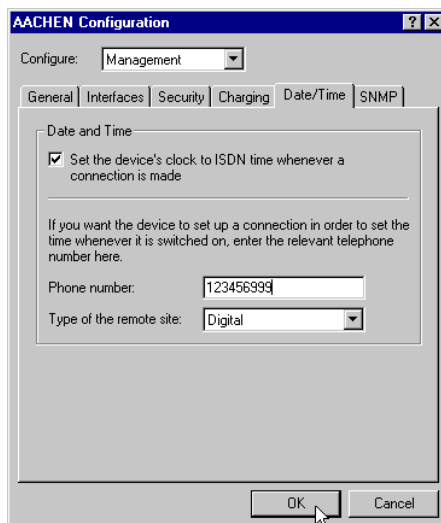 AACHEN Configuration
Configure: Management
General Interfaces Security Charging Date/Time SNMP
Date and Time
Set the device's clock to ISDN time whenever a
connection is made
If you want the device to set up a connection in order to set the
time whenever it is switched on, enter the relevant telephone
number here.
Phone number: 123456999
Type of the remote site: Digital
OK Cancel